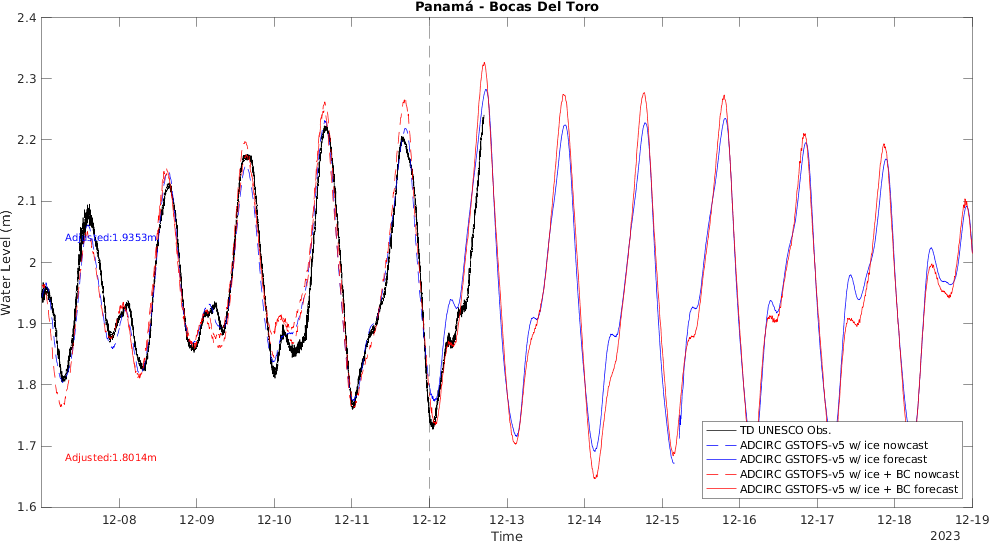 Panamá - Bocas Del Toro
2.4
2.3
2.2
2.1
2
1.9
1.8
1.7
1.6
Water Level (m)
Adjusted:1.9353m
Adjusted:1.8014m
TD UNESCO Obs.
ADCIRC GSTOFS-v5 w/ ice nowcast
ADCIRC GSTOFS-v5 w/ ice forecast
ADCIRC GSTOFS-v5 w/ ice + BC nowcast
ADCIRC GSTOFS-v5 w/ ice + BC forecast
12-08 12-09 12-10 12-11 12-12 12-13 12-14 12-15 12-16 12-17 12-18 12-19
Time
2023